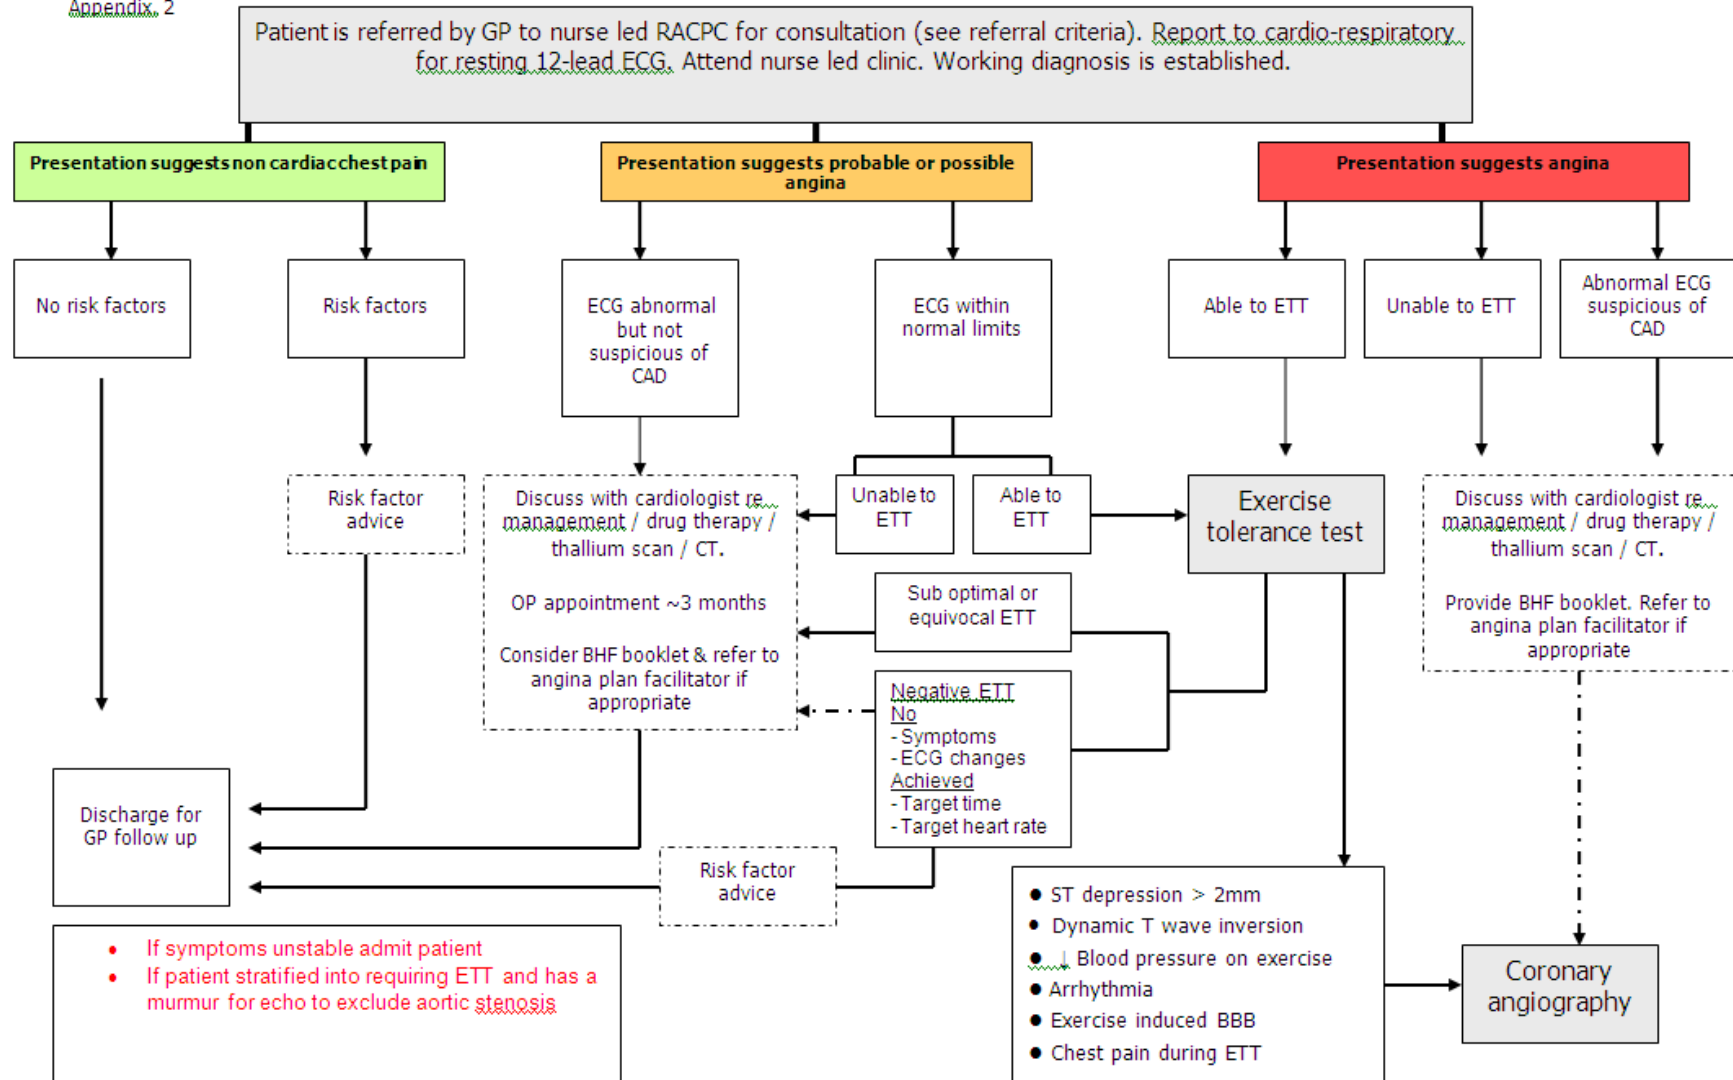 Appendix. 2
Patient is referred by GP to nurse led RACPC for consultation (see referral criteria). Report to cardio-respiratory
for resting 12-lead ECG. Attend nurse led clinic. Working diagnosis is established.
Presentation suggests non cardiac chest pain
Presentation suggests probable or possible
angina
Presentation suggests angina
No risk factors
Risk factors
ECG abnormal
but not
suspicious of
CAD
ECG within
normal limits
Able to ETT
Unable to ETT
Abnormal ECG
suspicious of
CAD
Risk factor
advice
Discuss with cardiologist re
management / drug therapy /
thallium scan / CT.
OP appointment ~3 months
Consider BHF booklet & refer to
angina plan facilitator if
appropriate
Unable to
ETT
Able to
ETT
Exercise
tolerance test
Discuss with cardiologist re
management / drug therapy /
thallium scan / CT.
Provide BHF booklet. Refer to
angina plan facilitator if
appropriate
Sub optimal or
equivocal ETT
Negative ETT
No
- Symptoms
- ECG changes
Achieved
- Target time
- Target heart rate
Discharge for
GP follow up
Risk factor
advice
● ST depression > 2mm
● Dynamic T wave inversion
● ↓ Blood pressure on exercise
● Arrhythmia
● Exercise induced BBB
● Chest pain during ETT
Coronary
angiography
• If symptoms unstable admit patient
• If patient stratified into requiring ETT and has a
murmur for echo to exclude aortic stenosis